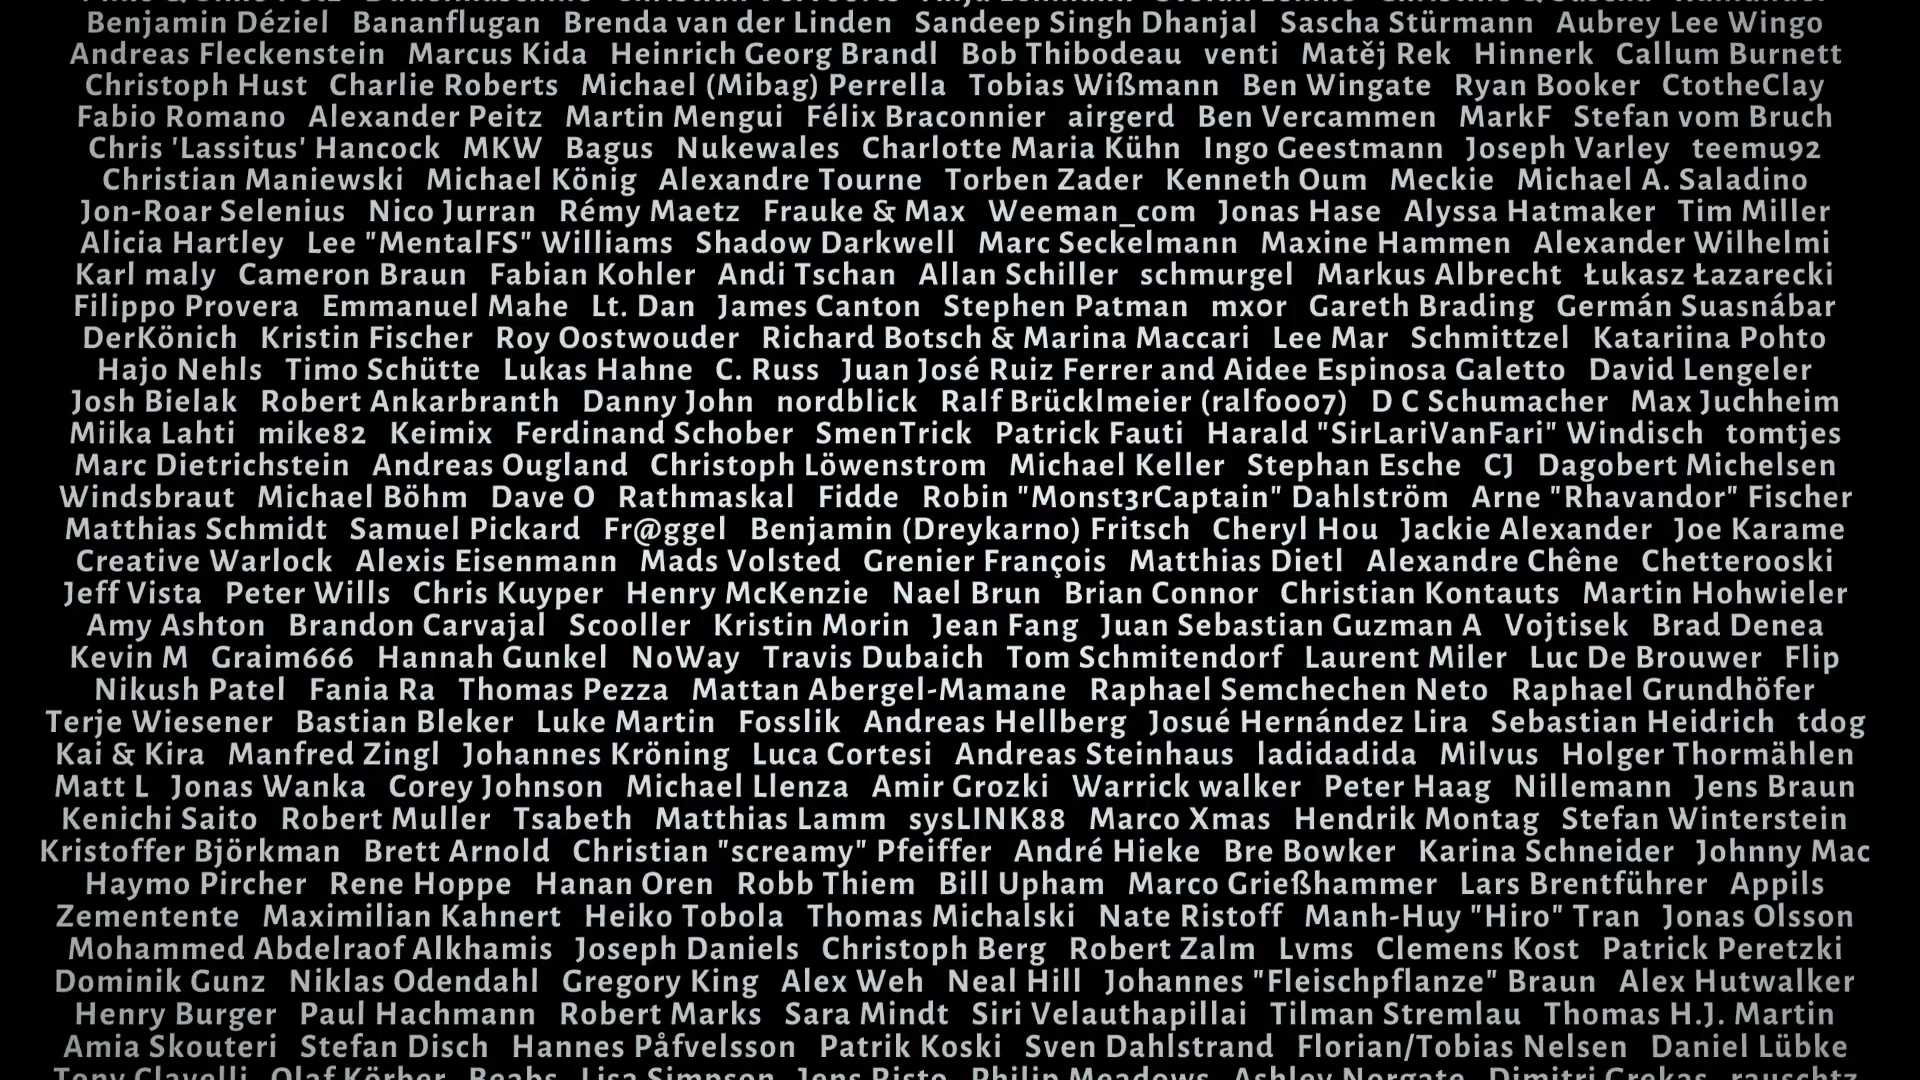 Benjamin Déziel Bananflugan Brenda van der Linden Sandeep Singh Dhanjal Sascha Stürmann Aubrey Lee Wingo
Andreas Fleckenstein Marcus Kida Heinrich Georg Brandl Bob Thibodeau venti Matěj Rek Hinnerk Callum Burnett
Christoph Hust Charlie Roberts Michael (Mibag) Perrella Tobias Wißmann Ben Wingate Ryan Booker CtotheClay
Fabio Romano Alexander Peitz Martin Mengui Félix Braconnier airgerd Ben Vercammen MarkF Stefan vom Bruch
Chris 'Lassitus' Hancock MKW Bagus Nukewales Charlotte Maria Kühn Ingo Geestmann Joseph Varley teemu92
Christian Maniewski Michael König Alexandre Tourne Torben Zader Kenneth Oum Meckie Michael A. Saladino
Jon-Roar Selenius Nico Jurran Rémy Maetz Frauke & Max Weeman_com Jonas Hase Alyssa Hatmaker Tim Miller
Alicia Hartley Lee "MentalFS" Williams Shadow Darkwell Marc Seckelmann Maxine Hammen Alexander Wilhelmi
Karl maly Cameron Braun Fabian Kohler Andi Tschan Allan Schiller schmurgel Markus Albrecht Łukasz Łazarecki
Filippo Provera Emmanuel Mahe Lt. Dan James Canton Stephen Patman mx0r Gareth Brading Germán Suasnábar
DerKönich Kristin Fischer Roy Oostwouder Richard Botsch & Marina Maccari Lee Mar Schmittzel Katariina Pohto
Hajo Nehls Timo Schütte Lukas Hahne C. Russ Juan José Ruiz Ferrer and Aidee Espinosa Galetto David Lengeler
Josh Bielak Robert Ankarbranth Danny John nordblick Ralf Brücklmeier (ralf0007) D C Schumacher Max Juchheim
Miika Lahti mike82 Keimix Ferdinand Schober SmenTrick Patrick Fauti Harald "SirLariVanFari" Windisch tomtjes
Marc Dietrichstein Andreas Ougland Christoph Löwenstrom Michael Keller Stephan Esche CJ Dagobert Michelsen
Windsbraut Michael Böhm Dave O Rathmaskal Fidde Robin "Monst3rCaptain" Dahlström Arne "Rhavandor" Fischer
Matthias Schmidt Samuel Pickard Fr@ggel Benjamin (Dreykarno) Fritsch Cheryl Hou Jackie Alexander Joe Karame
Creative Warlock Alexis Eisenmann Mads Volsted Grenier François Matthias Dietl Alexandre Chêne Chetterooski
Jeff Vista Peter Wills Chris Kuyper Henry McKenzie Nael Brun Brian Connor Christian Kontauts Martin Hohwieler
Amy Ashton Brandon Carvajal Scooller Kristin Morin Jean Fang Juan Sebastian Guzman A Vojtisek Brad Denea
Kevin M Graim666 Hannah Gunkel NoWay Travis Dubaich Tom Schmitendorf Laurent Miler Luc De Brouwer Flip
Nikush Patel Fania Ra Thomas Pezza Mattan Abergel-Mamane Raphael Semchechen Neto Raphael Grundhöfer
Terje Wiesener Bastian Bleker Luke Martin Fosslik Andreas Hellberg Josué Hernández Lira Sebastian Heidrich tdog
Kai & Kira Manfred Zingl Johannes Kröning Luca Cortesi Andreas Steinhaus ladidadida Milvus Holger Thormählen
Matt L Jonas Wanka Corey Johnson Michael Llenza Amir Grozki Warrick walker Peter Haag Nillemann Jens Braun
Kenichi Saito Robert Muller Tsabeth Matthias Lamm sysLINK88 Marco Xmas Hendrik Montag Stefan Winterstein
Kristoffer Björkman Brett Arnold Christian "screamy" Pfeiffer André Hieke Bre Bowker Karina Schneider Johnny Mac
Haymo Pircher Rene Hoppe Hanan Oren Robb Thiem Bill Upham Marco Grießhammer Lars Brentführer Appils
Zementente Maximilian Kahnert Heiko Tobola Thomas Michalski Nate Ristoff Manh-Huy "Hiro" Tran Jonas Olsson
Mohammed Abdelraof Alkhamis Joseph Daniels Christoph Berg Robert Zalm Lvms Clemens Kost Patrick Peretzki
Dominik Gunz Niklas Odendahl Gregory King Alex Weh Neal Hill Johannes "Fleischpflanze" Braun Alex Hutwalker
Henry Burger Paul Hachmann Robert Marks Sara Mindt Siri Velauthapillai Tilman Stremlau Thomas H.J. Martin
Amia Skouteri Stefan Disch Hannes Påfvelsson Patrik Koski Sven Dahlstrand Florian/Tobias Nelsen Daniel Lübke
Tony Clavelli Olaf Körber Beabs Lisa Simpson Jens Risto Philip Meadows Ashley Norgate Dimitri Grekas rauschtz